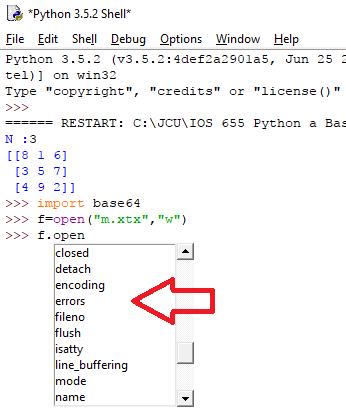 *Python 3.5.2 Shell*
File Edit Shell Debug Options Window Help
Python 3.5.2 (v3.5.2:4def2a2901a5, Jun 25 2
tel)] on win32
Type "copyright", "credits" or "license()"
>>>
====== RESTART: C:\JCU\IOS 655 Python a Bas
N :3
[[8 1 6]
[3 5 7]
[4 9 2]]
>>> import base64
>>> f=open("m.xtx","w")
>>> f.open
closed
detach
encoding
errors
fileno
flush
isatty
line_buffering
mode
name